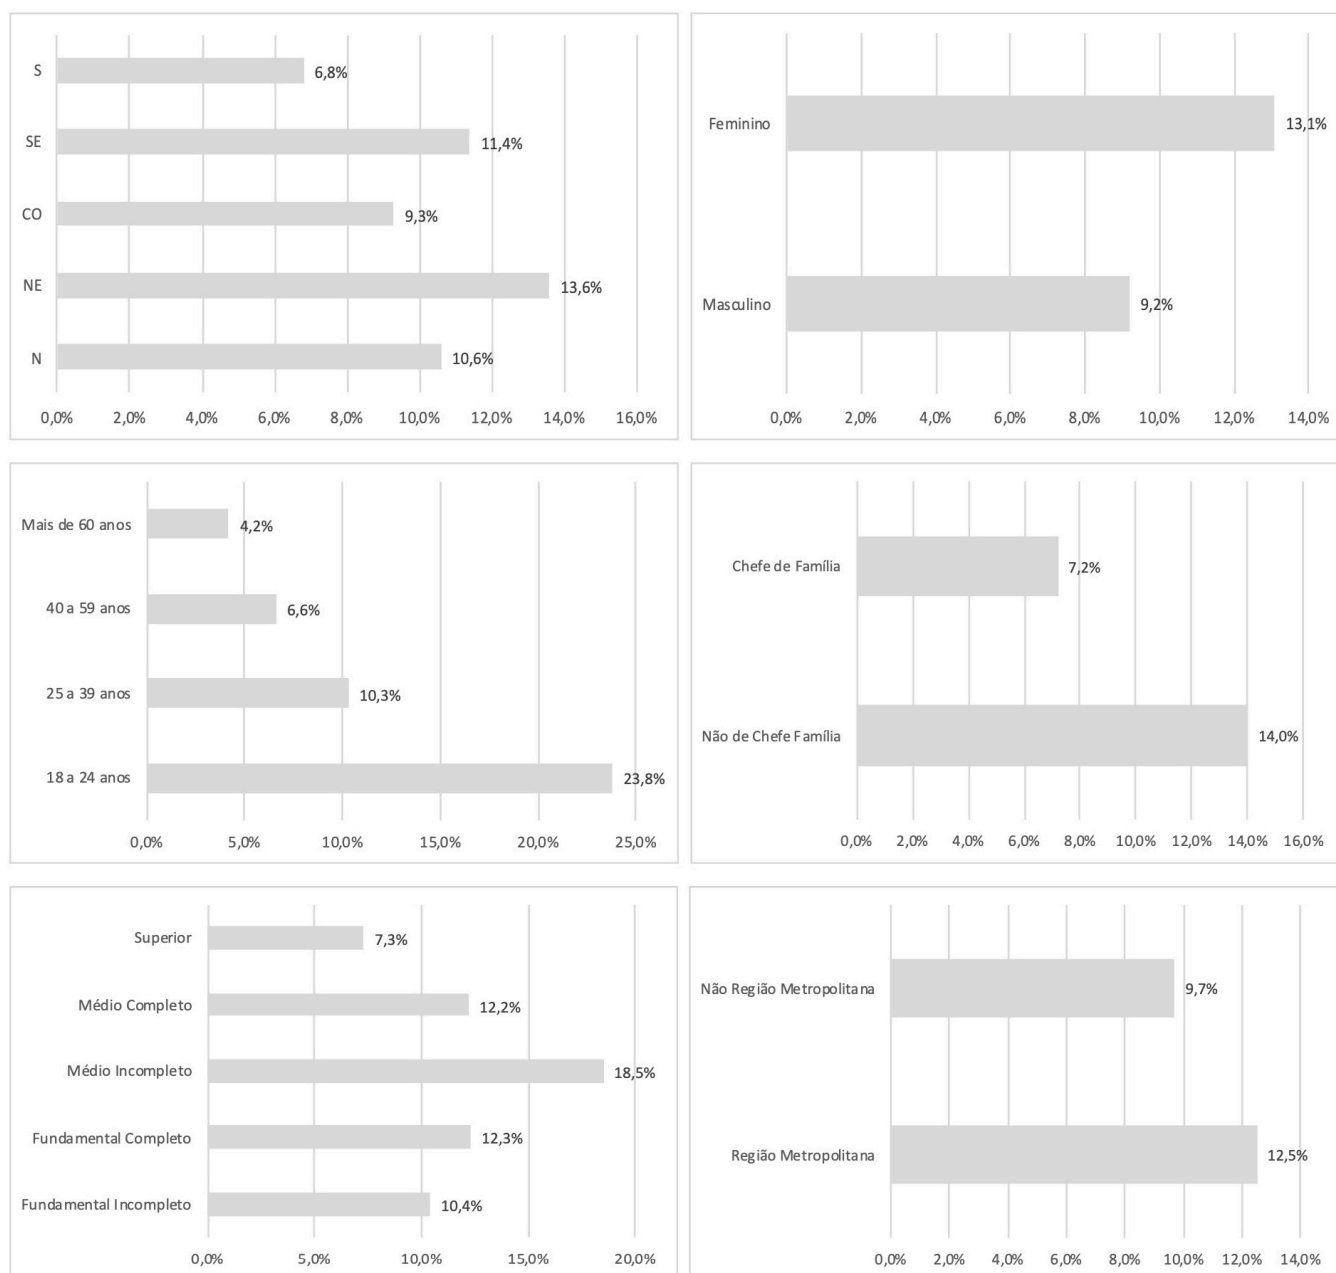 S
6,8%
SE
11,4%
CO
9,3%
NE
13,6%
N
10,6%
0,0% 2,0% 4,0% 6,0% 8,0% 10,0% 12,0% 14,0% 16,0%
Feminino
13,1%
Masculino
9,2%
0,0% 2,0% 4,0% 6,0% 8,0% 10,0% 12,0% 14,0%
Mais de 60 anos
4,2%
40 a 59 anos
6,6%
25 a 39 anos
10,3%
18 a 24 anos
23,8%
0,0% 5,0% 10,0% 15,0% 20,0% 25,0%
Chefe de Família
7,2%
Não de Chefe Família
14,0%
0,0% 2,0% 4,0% 6,0% 8,0% 10,0% 12,0% 14,0% 16,0%
Superior
7,3%
Médio Completo
12,2%
Médio Incompleto
18,5%
Fundamental Completo
12,3%
Fundamental Incompleto
10,4%
0,0% 5,0% 10,0% 15,0% 20,0%
Não Região Metropolitana
9,7%
Região Metropolitana
12,5%
0,0% 2,0% 4,0% 6,0% 8,0% 10,0% 12,0% 14,0%